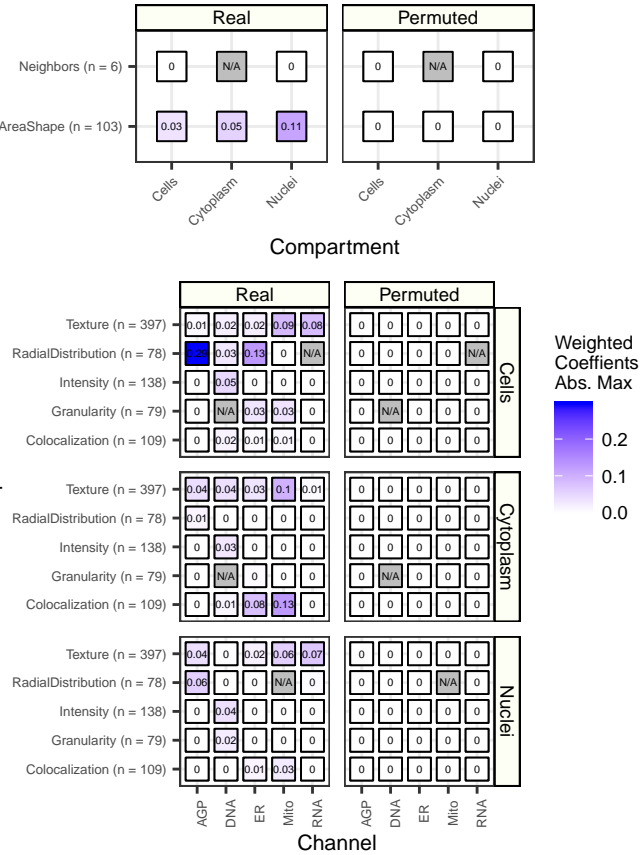 Real Permuted
Neighbors (n = 6) 0 N/A 0 0 N/A 0
AreaShape (n = 103) 0.03 0.05 0.11 0 0 0
Cells Cytoplasm Nuclei Cells Cytoplasm Nuclei
Compartment
Real Permuted
Texture (n = 397) 0.01 0.02 0.02 0.09 0.08 0 0 0 0 0
RadialDistribution (n = 78) 0.29 0.03 0.13 0 N/A 0 0 0 0 N/A
Intensity (n = 138) 0 0.05 0 0 0 0 0 0 0 0
Granularity (n = 79) 0 N/A 0.03 0.03 0 0 N/A 0 0 0
Colocalization (n = 109) 0 0.02 0.01 0.01 0 0 0 0 0 0
Cells
Texture (n = 397) 0.04 0.04 0.03 0.1 0.01 0 0 0 0 0
RadialDistribution (n = 78) 0.01 0 0 0 0 0 0 0 0 0
Intensity (n = 138) 0 0.03 0 0 0 0 0 0 0 0
Granularity (n = 79) 0 N/A 0 0 0 0 N/A 0 0 0
Colocalization (n = 109) 0 0.01 0.08 0.13 0 0 0 0 0 0
Cytoplasm
Texture (n = 397) 0.04 0 0.02 0.06 0.07 0 0 0 0 0
RadialDistribution (n = 78) 0.06 0 0 N/A 0 0 0 0 N/A 0
Intensity (n = 138) 0 0.04 0 0 0 0 0 0 0 0
Granularity (n = 79) 0 0.02 0 0 0 0 0 0 0 0
Colocalization (n = 109) 0 0 0.01 0.03 0 0 0 0 0 0
Nuclei
AGP DNA ER Mito RNA AGP DNA ER Mito RNA
Channel
Weighted
Coeffients
Abs. Max
0.2
0.1
0.0